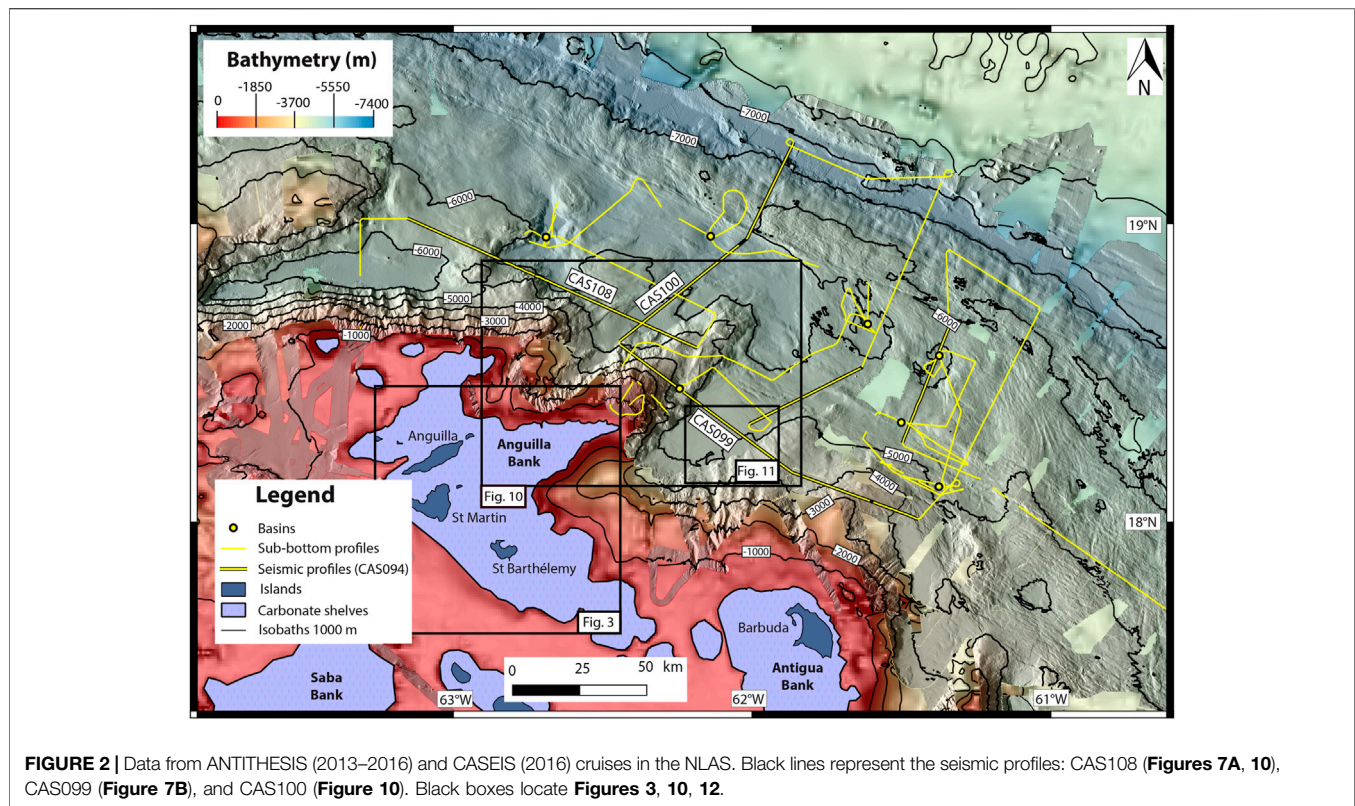 Bathymetry (m)
-1850 -5550
0 -3700 -7400
N
-7000
-7000
-6000
19°N
-6000
CAS108
CAS100
-5000
-4000
-2000
-3000
-1000
-6000
Anguilla
Anguilla
Bank
CAS099
Fig. 11
-5000
-4000
Fig. 10
-3000
18°N
Legend
Basins
Sub-bottom profiles
Seismic profiles (CAS094)
Islands
Carbonate shelves
Isobaths 1000 m
St Martin
St Barthélemy
-1000
-2000
Fig. 3
Barbuda
0 25 50 km
Antigua
Bank
Saba
Bank
63°W
62°W
61°W
FIGURE 2 | Data from ANTITHESIS (2013–2016) and CASEIS (2016) cruises in the NLAS. Black lines represent the seismic profiles: CAS108 (Figures 7A, 10),
CAS099 (Figure 7B), and CAS100 (Figure 10). Black boxes locate Figures 3, 10, 12.